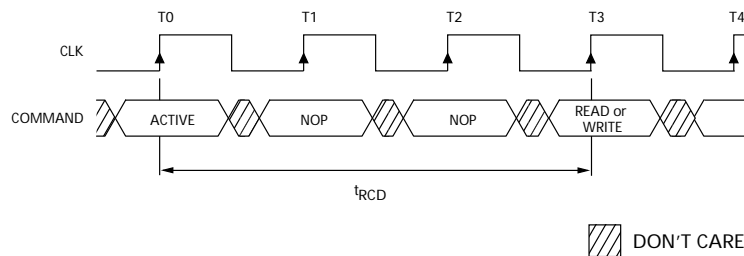 T0 T1 T2 T3 T4
CLK
COMMAND ACTIVE NOP NOP READ or
WRITE
tRCD
DON'T CARE